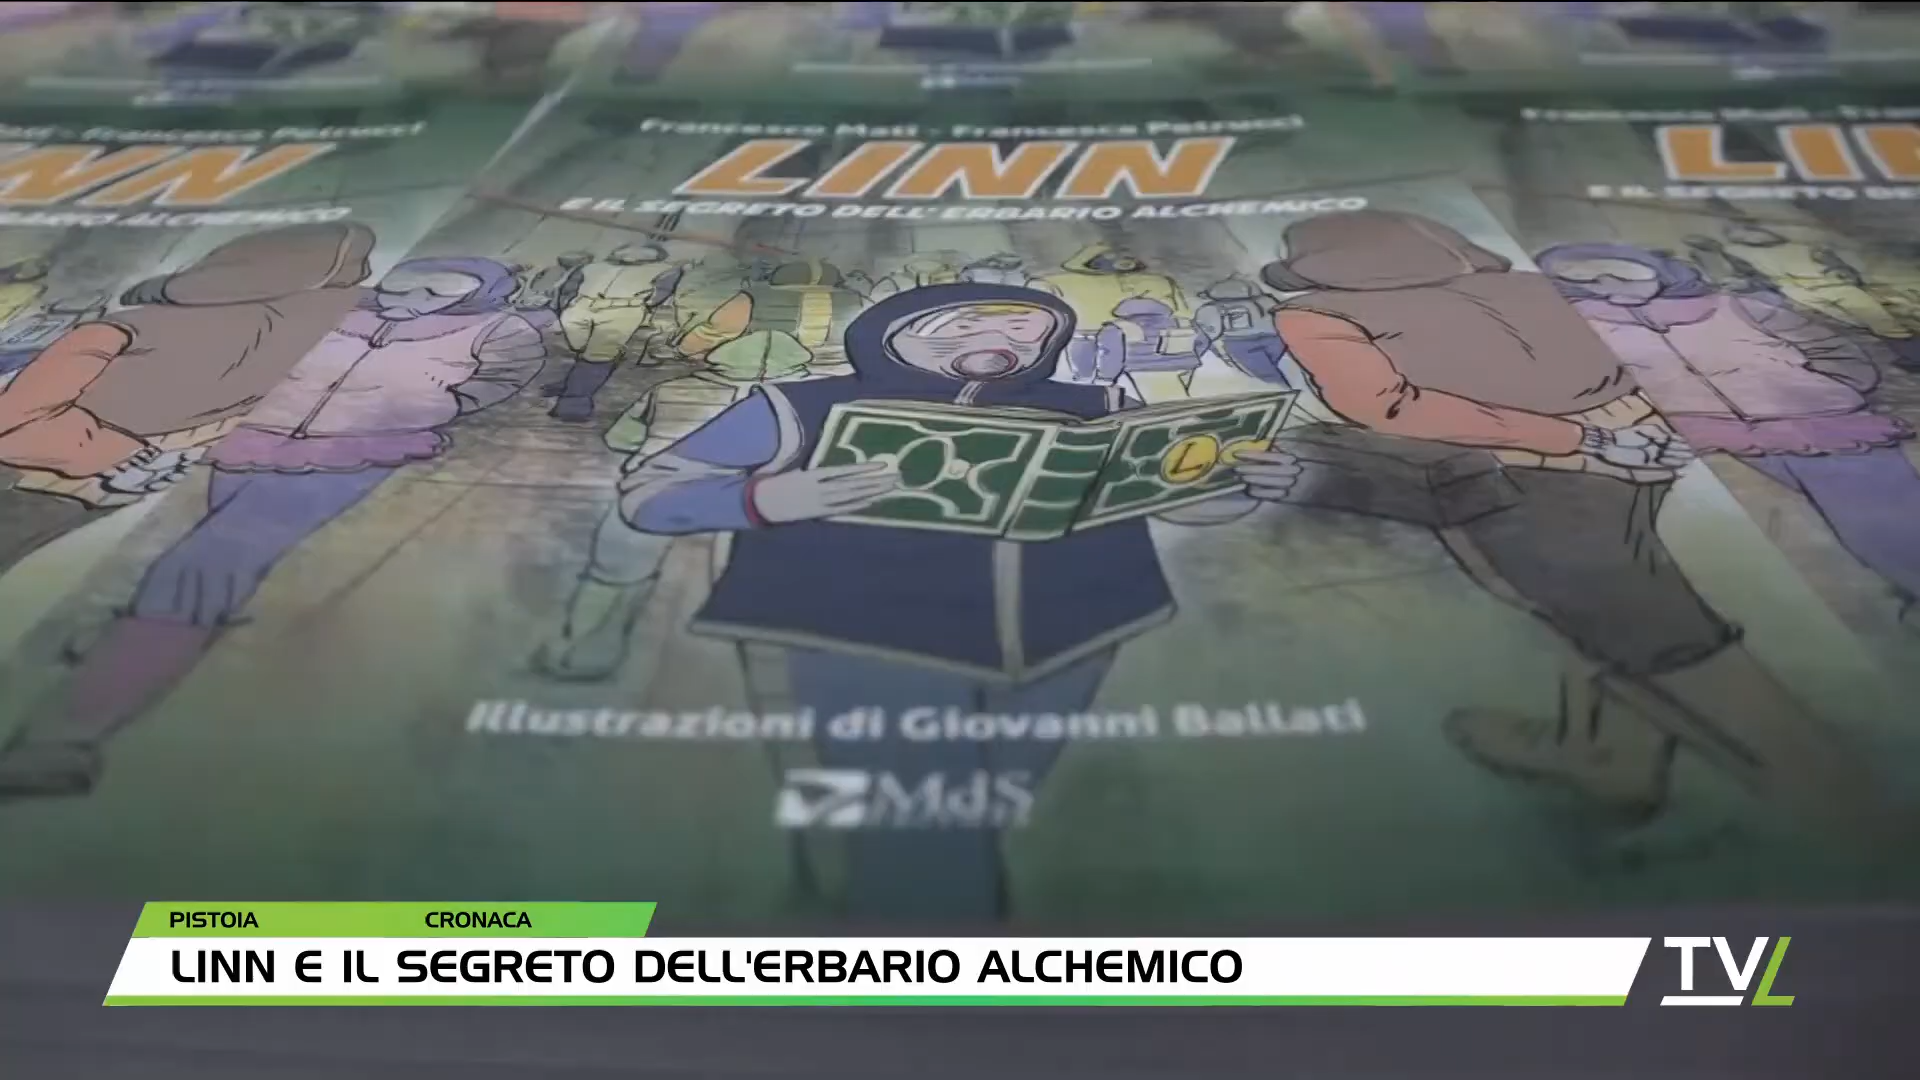 Francesco Mati - Francesca Petrucci
LINN
E IL SEGRETO DELL'ERBARIO ALCHEMICO
L
Illustrazioni di Giovanni Ballati
MdS
PISTOIA CRONACA
LINN E IL SEGRETO DELL'ERBARIO ALCHEMICO
TVL